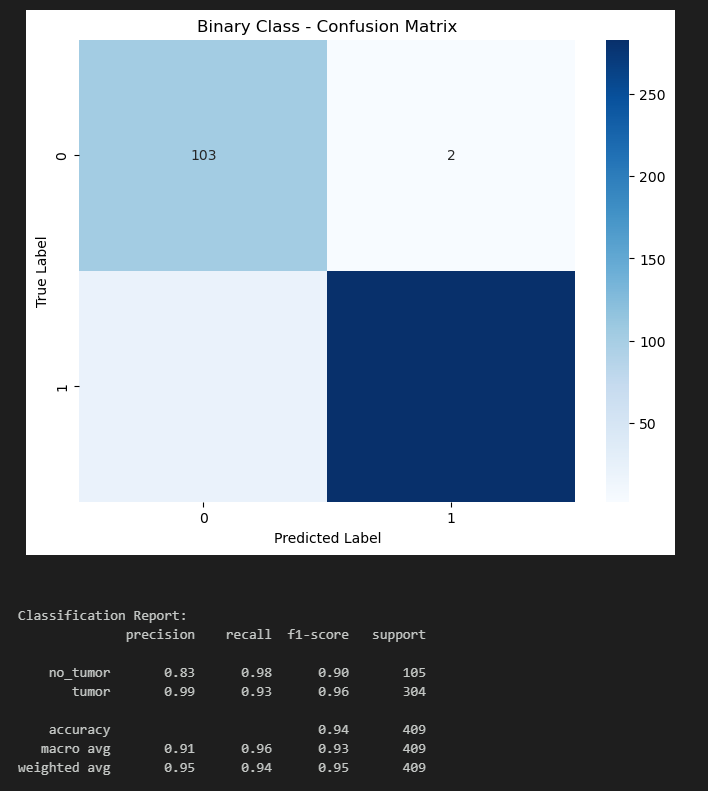 Binary Class - Confusion Matrix
103 2
0
1
True Label
0 1
Predicted Label
250
200
150
100
50
Classification Report:
precision recall f1-score support
no_tumor 0.83 0.98 0.90 105
tumor 0.99 0.93 0.96 304
accuracy 0.94 409
macro avg 0.91 0.96 0.93 409
weighted avg 0.95 0.94 0.95 409